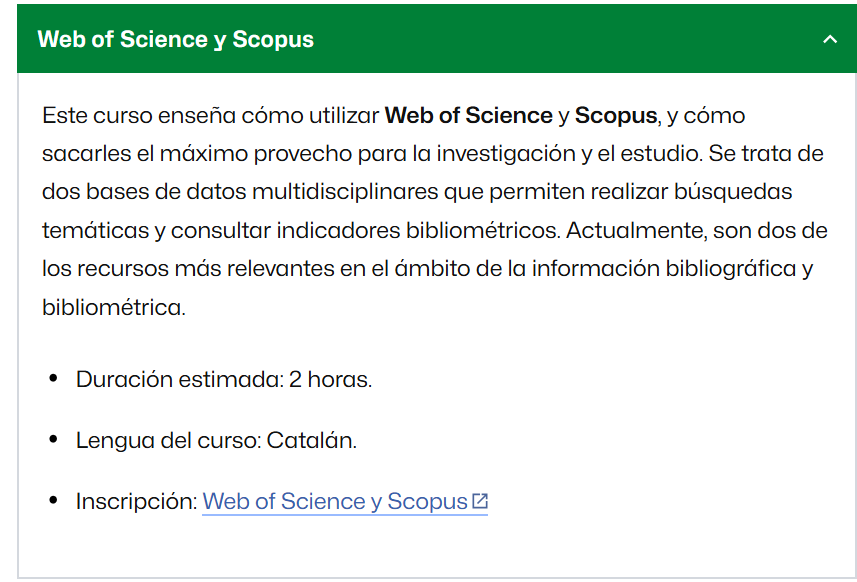 Web of Science y Scopus
Este curso enseña cómo utilizar Web of Science y Scopus, y cómo
sacarles el máximo provecho para la investigación y el estudio. Se trata de
dos bases de datos multidisciplinares que permiten realizar búsquedas
temáticas y consultar indicadores bibliométricos. Actualmente, son dos de
los recursos más relevantes en el ámbito de la información bibliográfica y
bibliométrica.
• Duración estimada: 2 horas.
• Lengua del curso: Catalán.
• Inscripción: Web of Science y Scopus